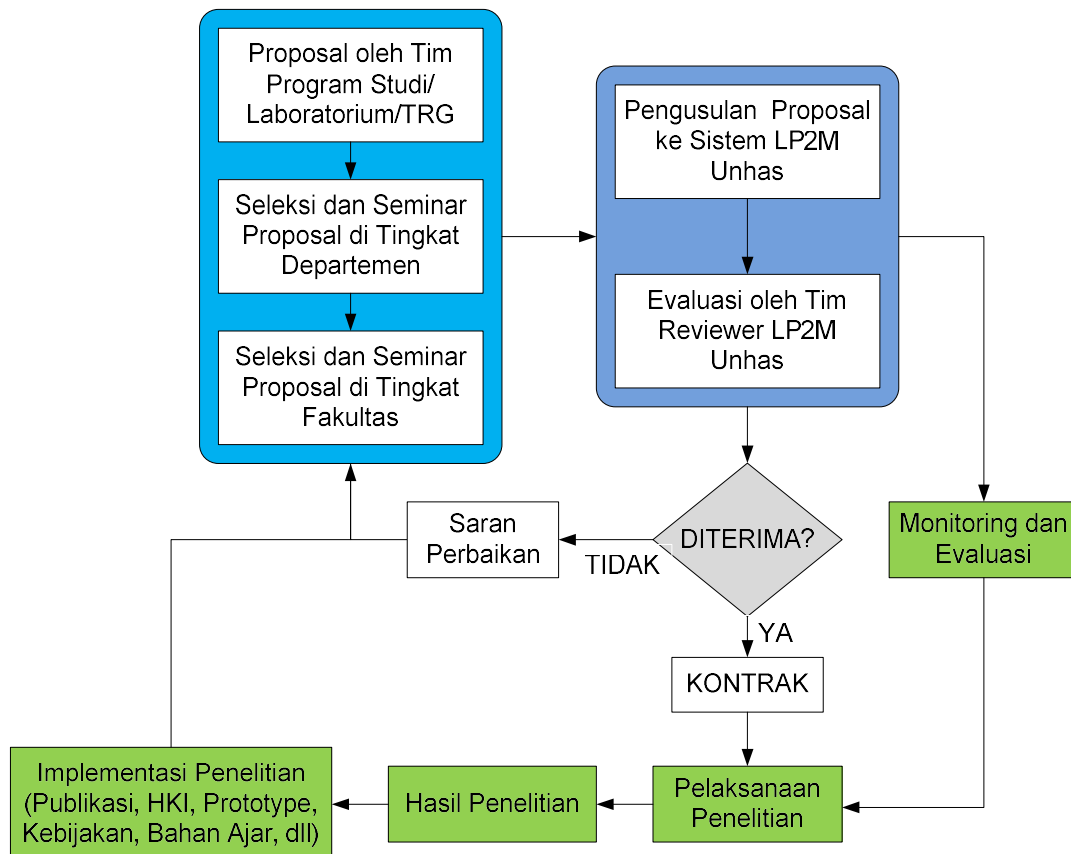 Proposal oleh Tim
Program Studi/
Laboratorium/TRG
Seleksi dan Seminar
Proposal di Tingkat
Departemen
Seleksi dan Seminar
Proposal di Tingkat
Fakultas
Pengusulan Proposal
ke Sistem LP2M
Unhas
Evaluasi oleh Tim
Reviewer LP2M
Unhas
DITERIMA?
TIDAK
Saran
Perbaikan
YA
KONTRAK
Monitoring dan
Evaluasi
Pelaksanaan
Penelitian
Hasil Penelitian
Implementasi Penelitian
(Publikasi, HKI, Prototype,
Kebijakan, Bahan Ajar, dll)